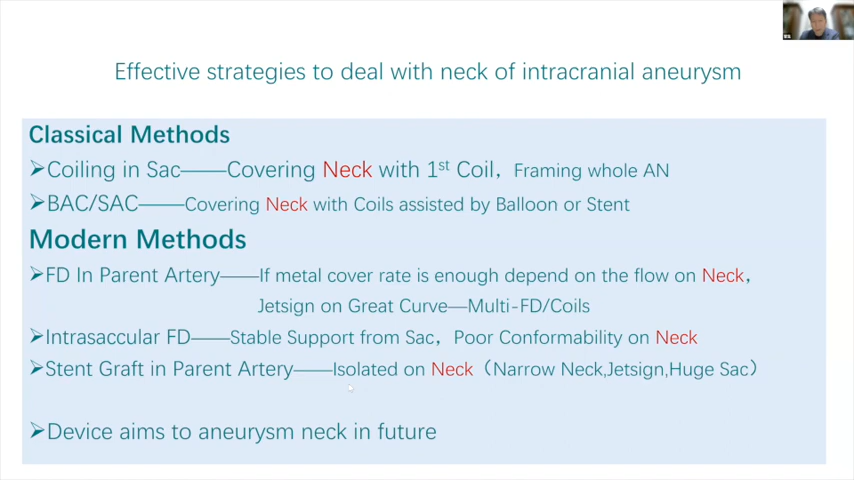 Effective strategies to deal with neck of intracranial aneurysm
Classical Methods
➢Coiling in Sac——Covering Neck with 1st Coil，Framing whole AN
➢BAC/SAC——Covering Neck with Coils assisted by Balloon or Stent
Modern Methods
➢FD In Parent Artery——If metal cover rate is enough depend on the flow on Neck，
Jetsign on Great Curve—Multi-FD/Coils
➢Intrasaccular FD——Stable Support from Sac，Poor Conformability on Neck
➢Stent Graft in Parent Artery——Isolated on Neck（Narrow Neck,Jetsign,Huge Sac）
➢Device aims to aneurysm neck in future